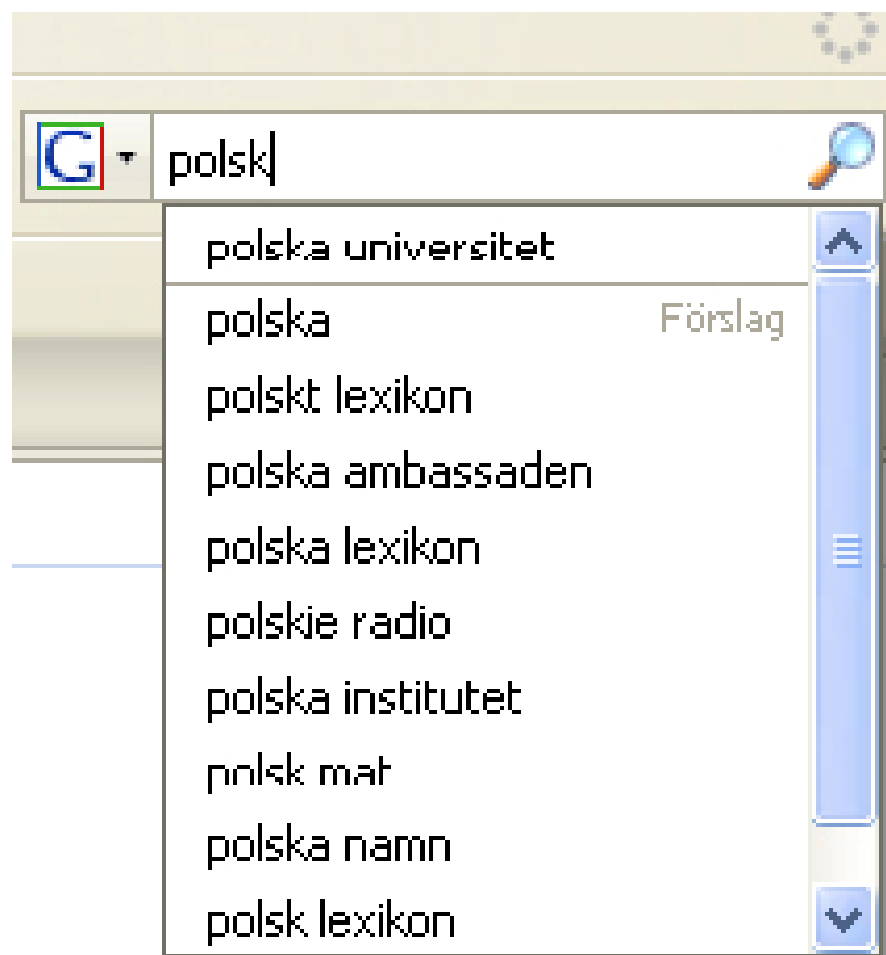 G
polsk
polska universitet
polska Förslag
polskt lexikon
polska ambassaden
polska lexikon
polskie radio
polska institutet
polsk mat
polska namn
polsk lexikon